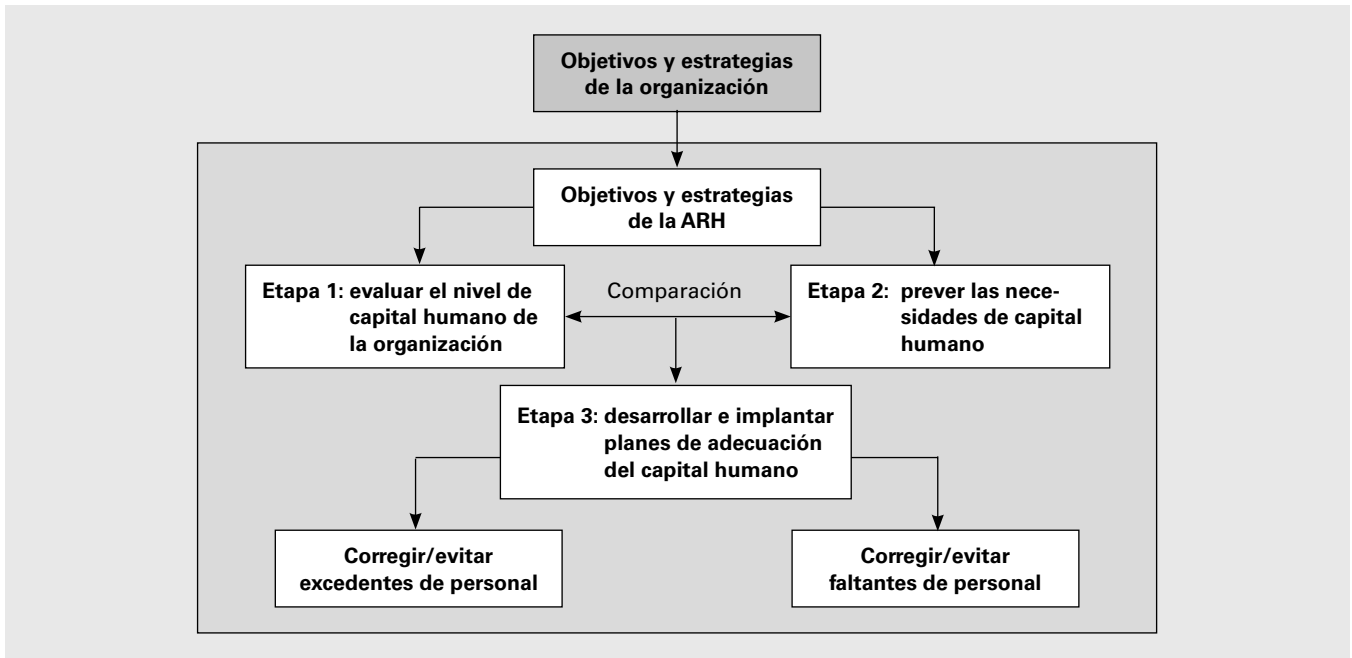 Objetivos y estrategias
de la organización
Objetivos y estrategias
de la ARH
Etapa 1: evaluar el nivel de
capital humano de
la organización
Comparación
Etapa 2: prever las nece-
sidades de capital
humano
Etapa 3: desarrollar e implantar
planes de adecuación
del capital humano
Corregir/evitar
excedentes de personal
Corregir/evitar
faltantes de personal